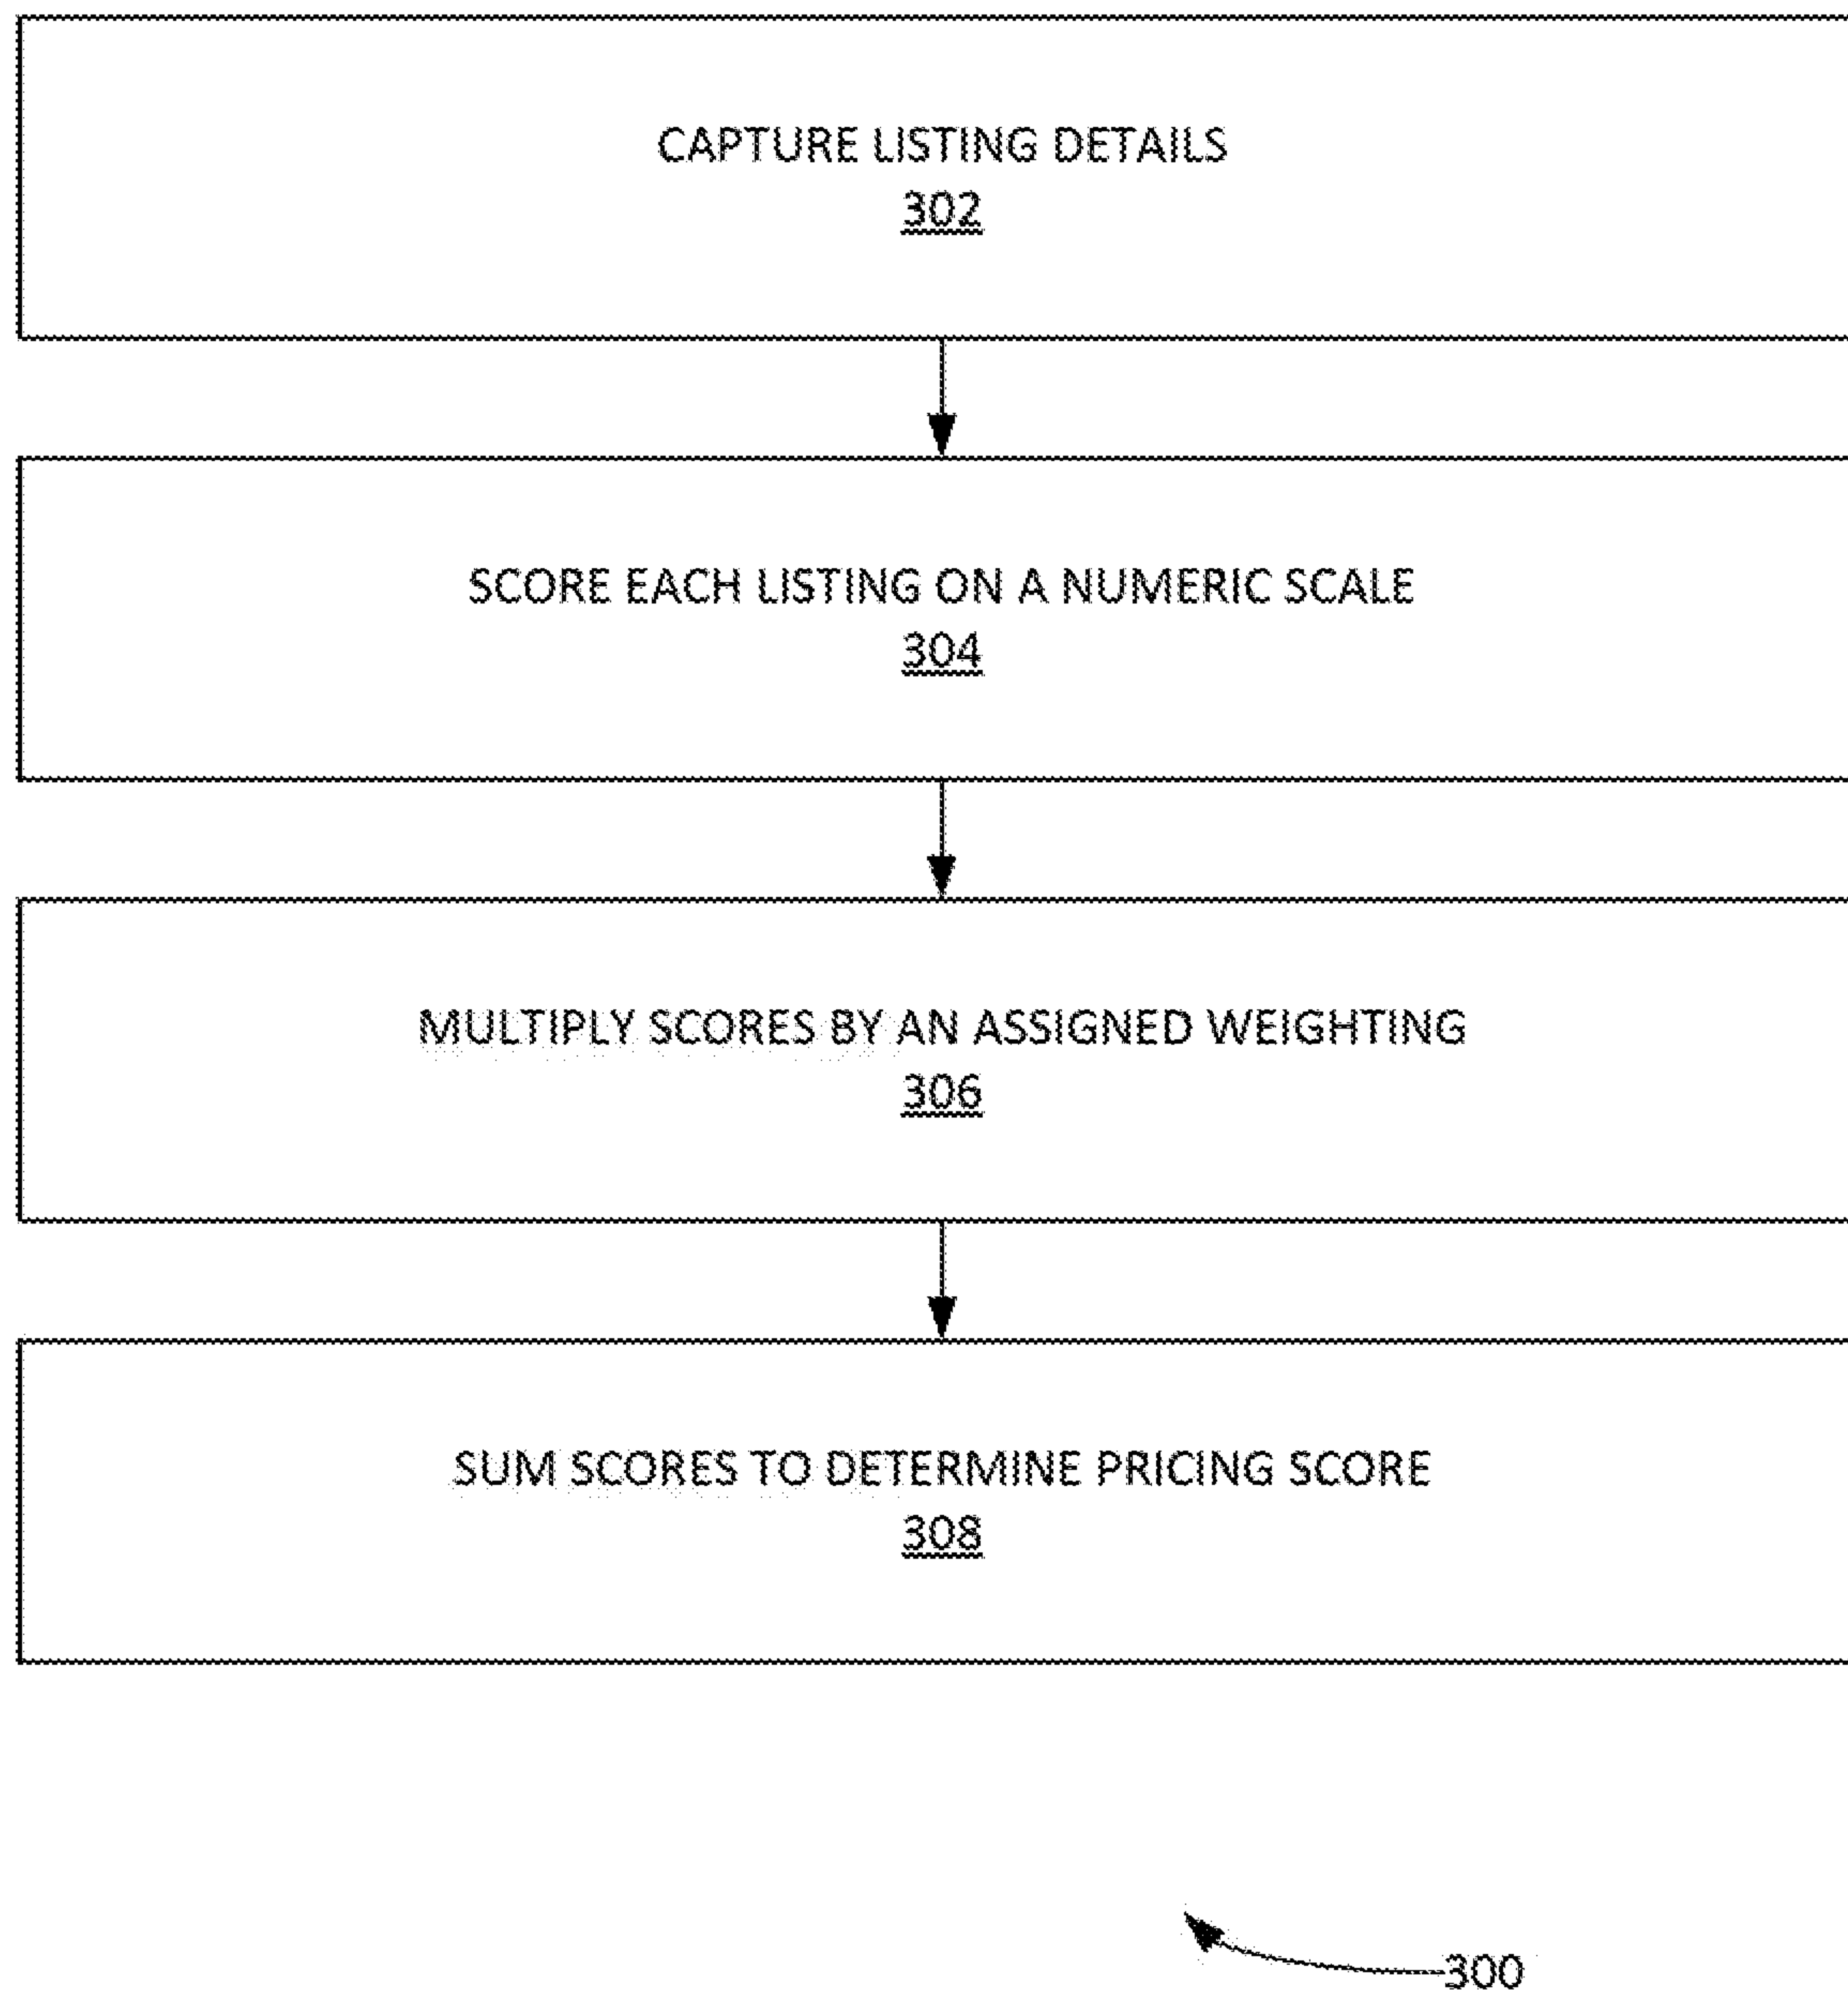 CAPTURE LISTING DETAILS
302
SCORE EACH LISTING ON A NUMERIC SCALE
304
MULTIPLY SCORES BY AN ASSIGNED WEIGHTING
306
SUM SCORES TO DETERMINE PRICING SCORE
308
300